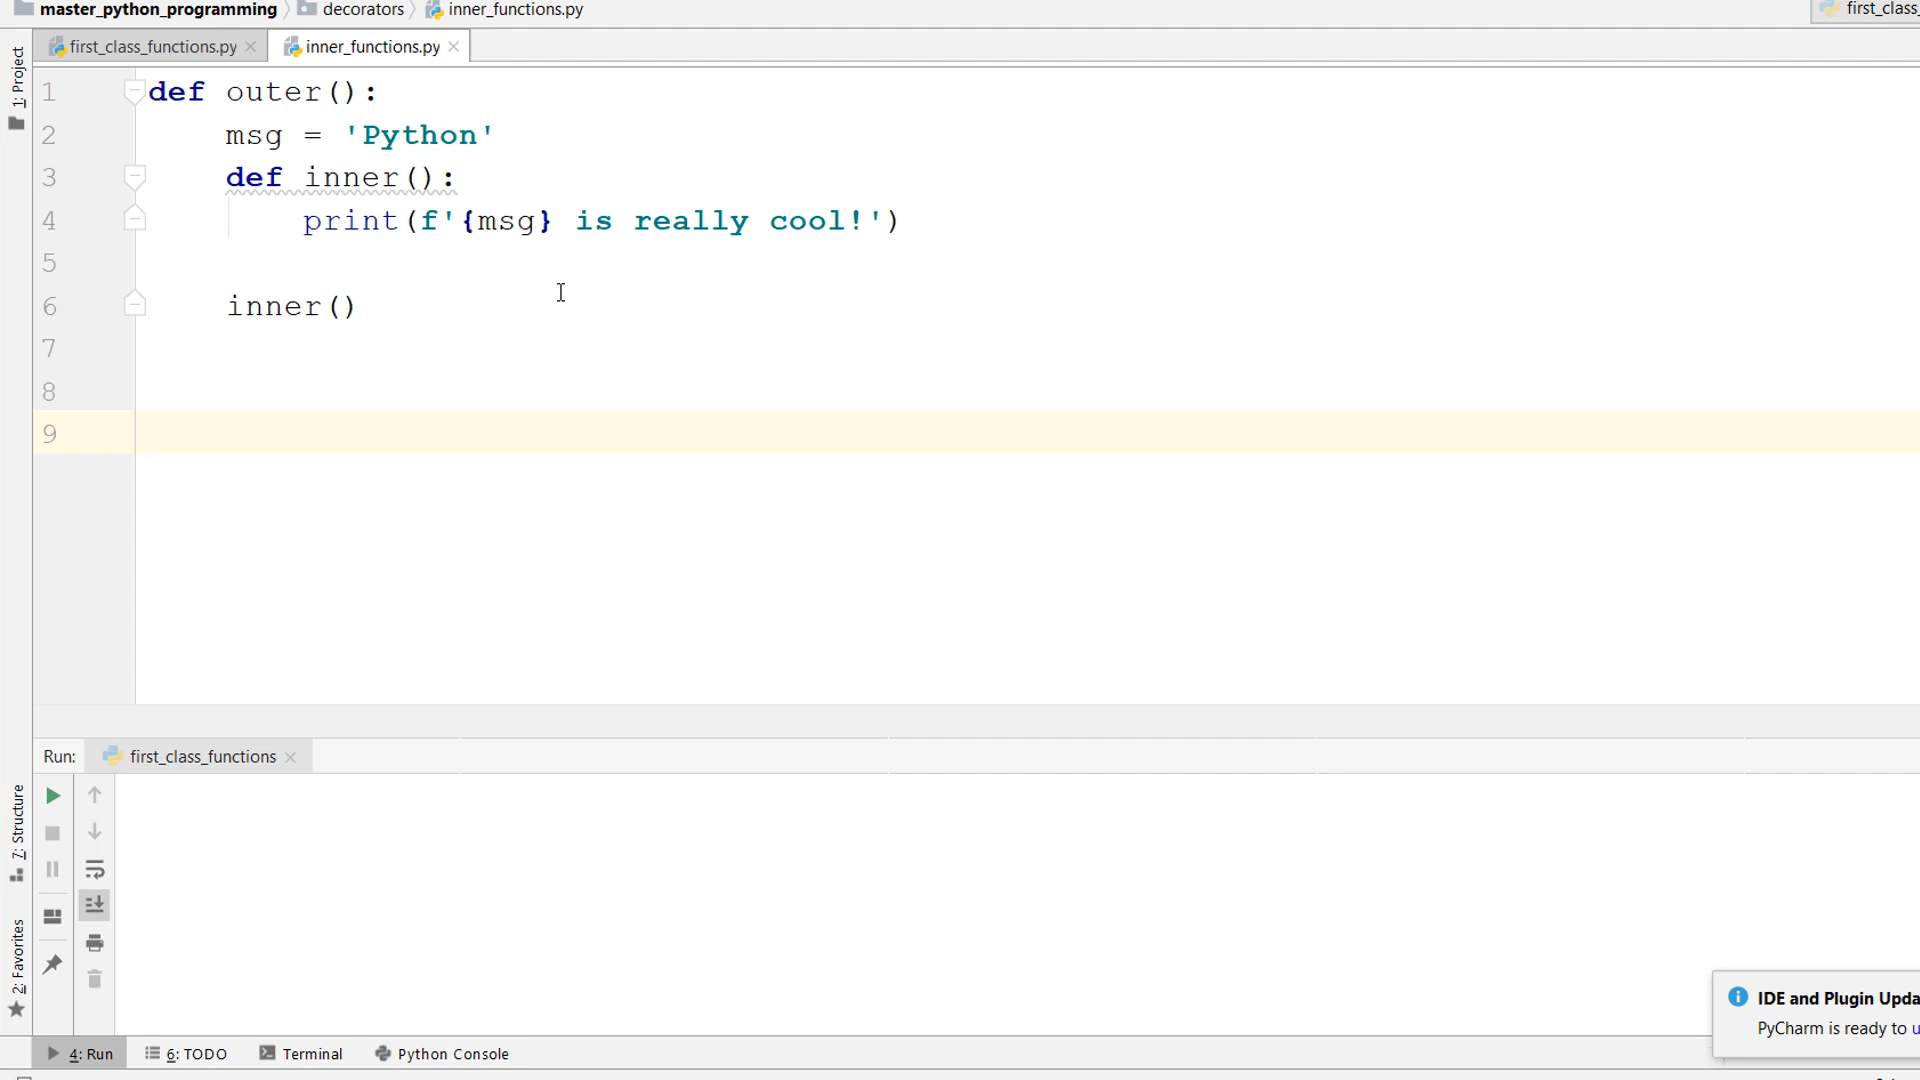 master_python_programming decorators inner_functions.py first_class_
first_class_functions.py inner_functions.py
1: Project
1 def outer():
2 msg = 'Python'
3 def inner():
4 print(f'{msg} is really cool!')
5
6 inner()
7
8
9
Run: first_class_functions
7: Structure
2: Favorites
IDE and Plugin Upda
PyCharm is ready to u
4: Run 6: TODO Terminal Python Console